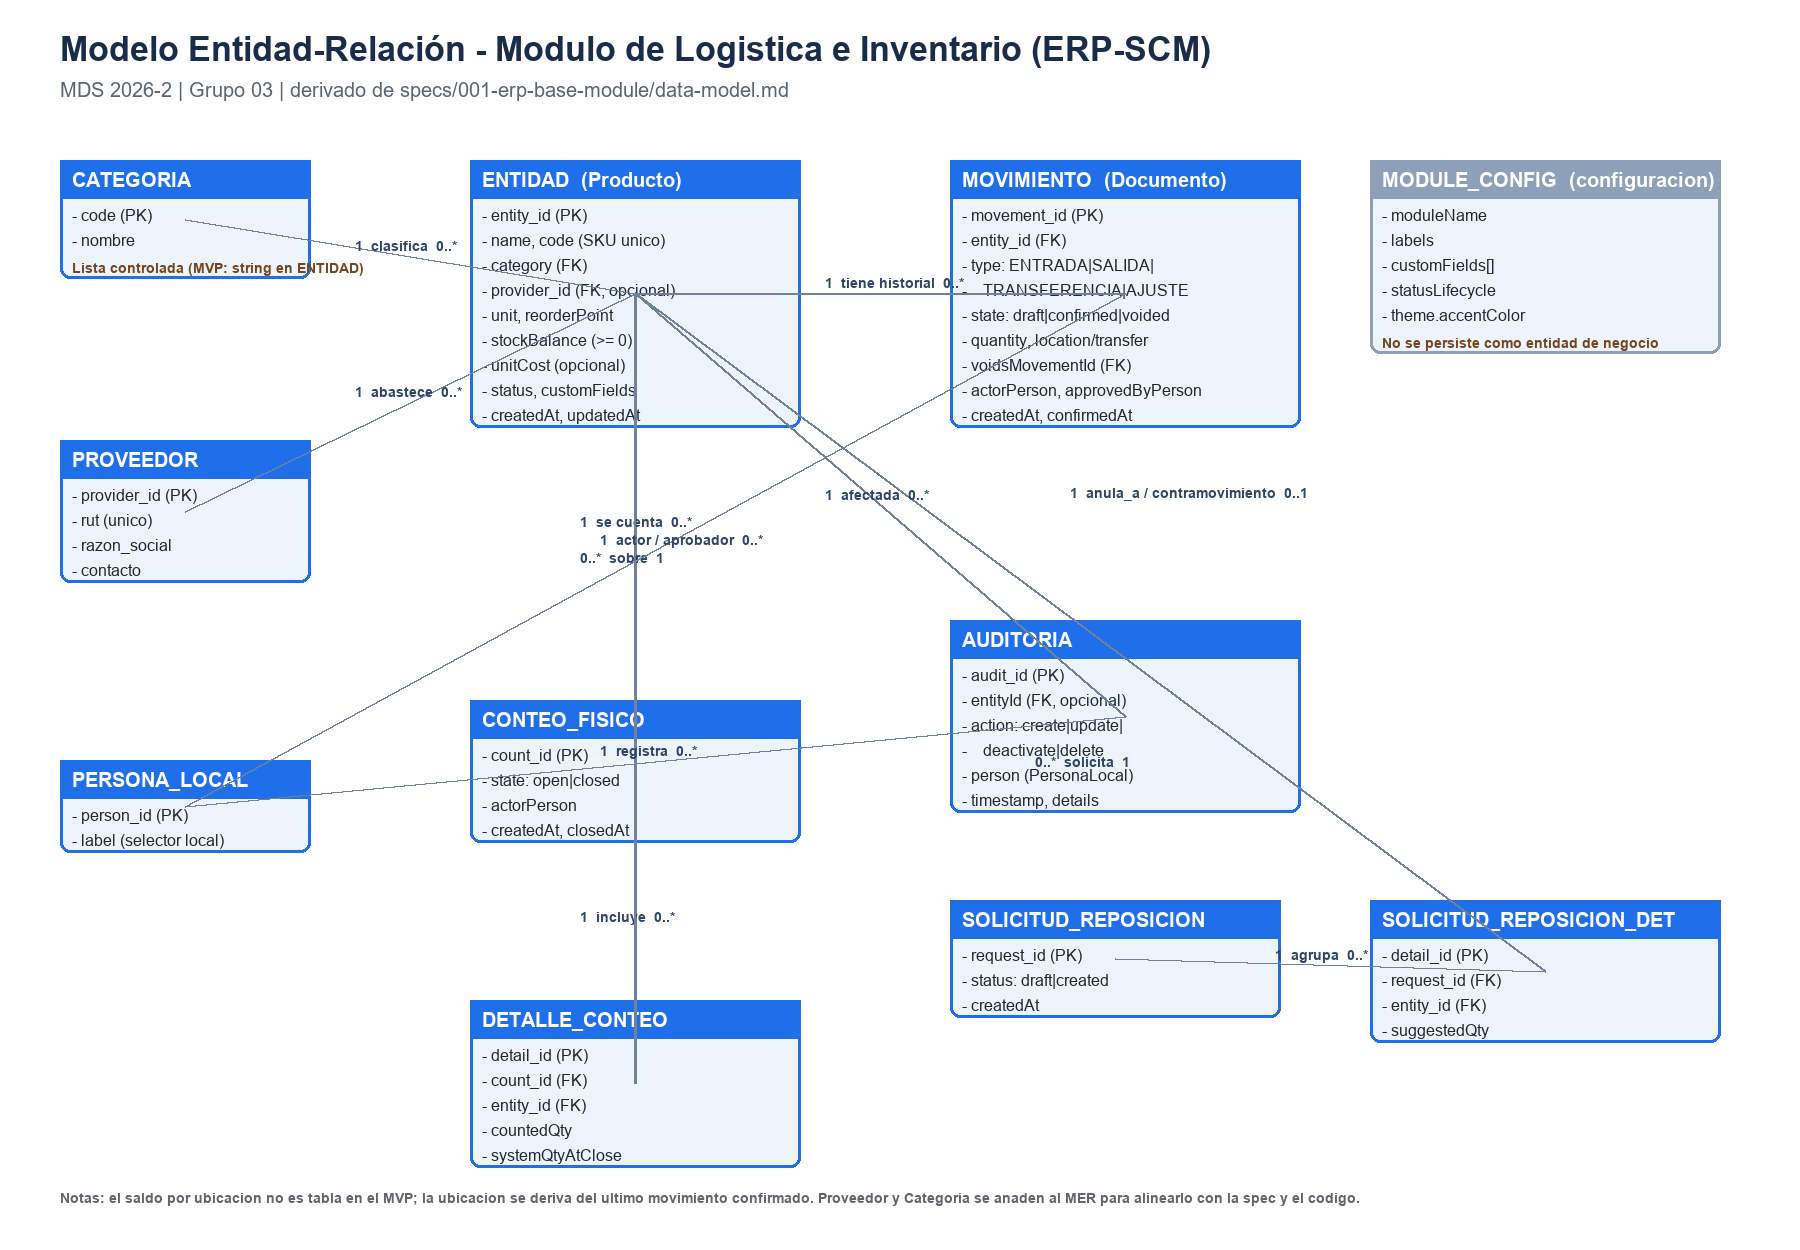 Modelo Entidad-Relación - Modulo de Logistica e Inventario (ERP-SCM)
MDS 2026-2 | Grupo 03 | derivado de specs/001-erp-base-module/data-model.md
CATEGORIA
- code (PK)
- nombre
Lista controlada (MVP: string en ENTIDAD)
1 clasifica 0..*
ENTIDAD (Producto)
- entity_id (PK)
- name, code (SKU unico)
- category (FK)
- provider_id (FK, opcional)
- unit, reorderPoint
- stockBalance (>= 0)
- unitCost (opcional)
- status, customFields
- createdAt, updatedAt
1 tiene historial 0..*
MOVIMIENTO (Documento)
- movement_id (PK)
- entity_id (FK)
- type: ENTRADA|SALIDA|
- TRANSFERENCIA|AJUSTE
- state: draft|confirmed|voided
- quantity, location/transfer
- voidsMovementId (FK)
- actorPerson, approvedByPerson
- createdAt, confirmedAt
MODULE_CONFIG (configuracion)
- moduleName
- labels
- customFields[]
- statusLifecycle
- theme.accentColor
No se persiste como entidad de negocio
1 abastece 0..*
PROVEEDOR
- provider_id (PK)
- rut (unico)
- razon_social
- contacto
1 afectada 0..*
1 anula_a / contramovimiento 0..1
1 se cuenta 0..*
1 actor / aprobador 0..*
0..* sobre 1
AUDITORIA
- audit_id (PK)
- entityId (FK, opcional)
- action: create|update|
- deactivate|delete
- person (PersonaLocal)
- timestamp, details
0..* solicita 1
CONTEO_FISICO
- count_id (PK)
- state: open|closed
- actorPerson
- createdAt, closedAt
1 registra 0..*
PERSONA_LOCAL
- person_id (PK)
- label (selector local)
1 incluye 0..*
SOLICITUD_REPOSICION
- request_id (PK)
- status: draft|created
- createdAt
1 agrupa 0..*
SOLICITUD_REPOSICION_DET
- detail_id (PK)
- request_id (FK)
- entity_id (FK)
- suggestedQty
DETALLE_CONTEO
- detail_id (PK)
- count_id (FK)
- entity_id (FK)
- countedQty
- systemQtyAtClose
Notas: el saldo por ubicacion no es tabla en el MVP; la ubicacion se deriva del ultimo movimiento confirmado. Proveedor y Categoria se anaden al MER para alinearlo con la spec y el codigo.